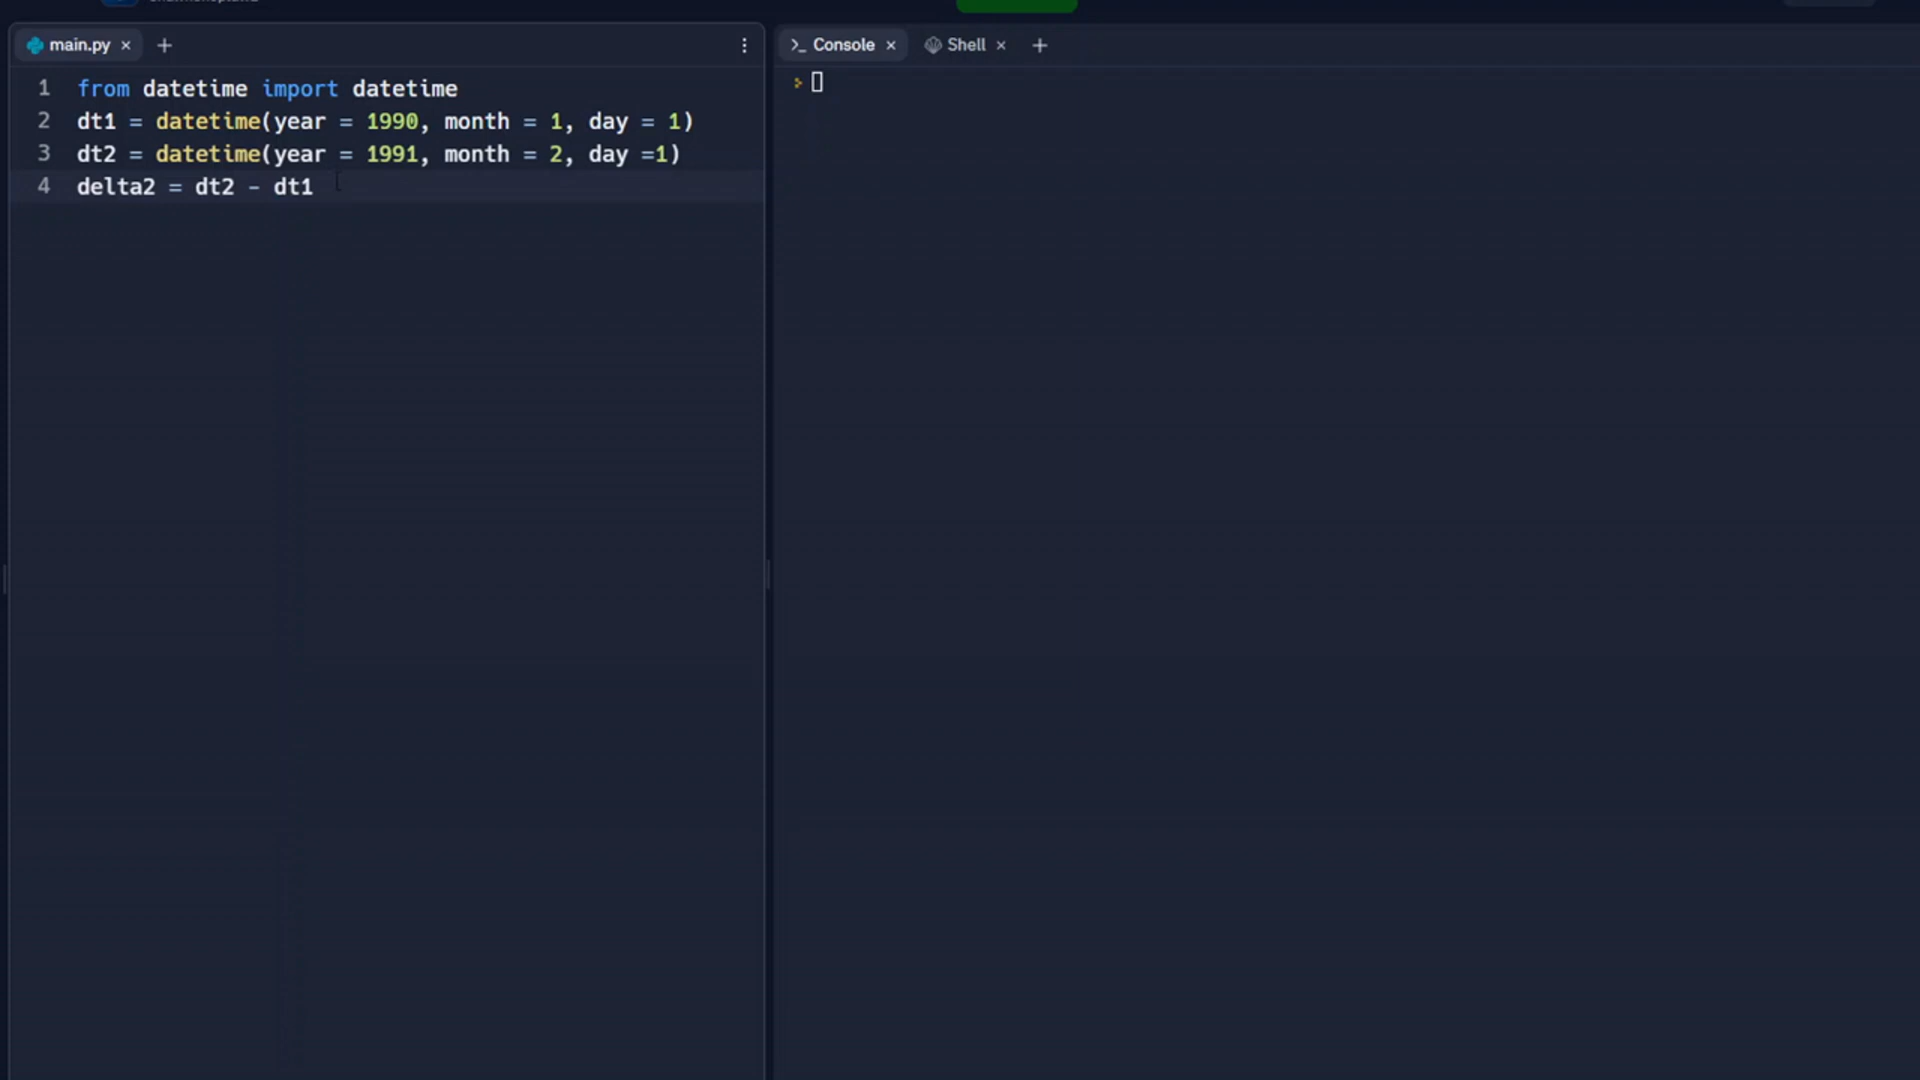 main.py × +
1 from datetime import datetime
2 dt1 = datetime(year = 1990, month = 1, day = 1)
3 dt2 = datetime(year = 1991, month = 2, day =1)
4 delta2 = dt2 - dt1
>_ Console × Shell × +